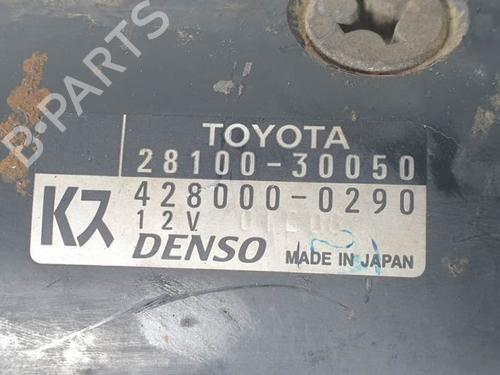 B-PARTS
TOYOTA
28100-30050
Kス 428000-0290
12V
DENSO MADE IN JAPAN